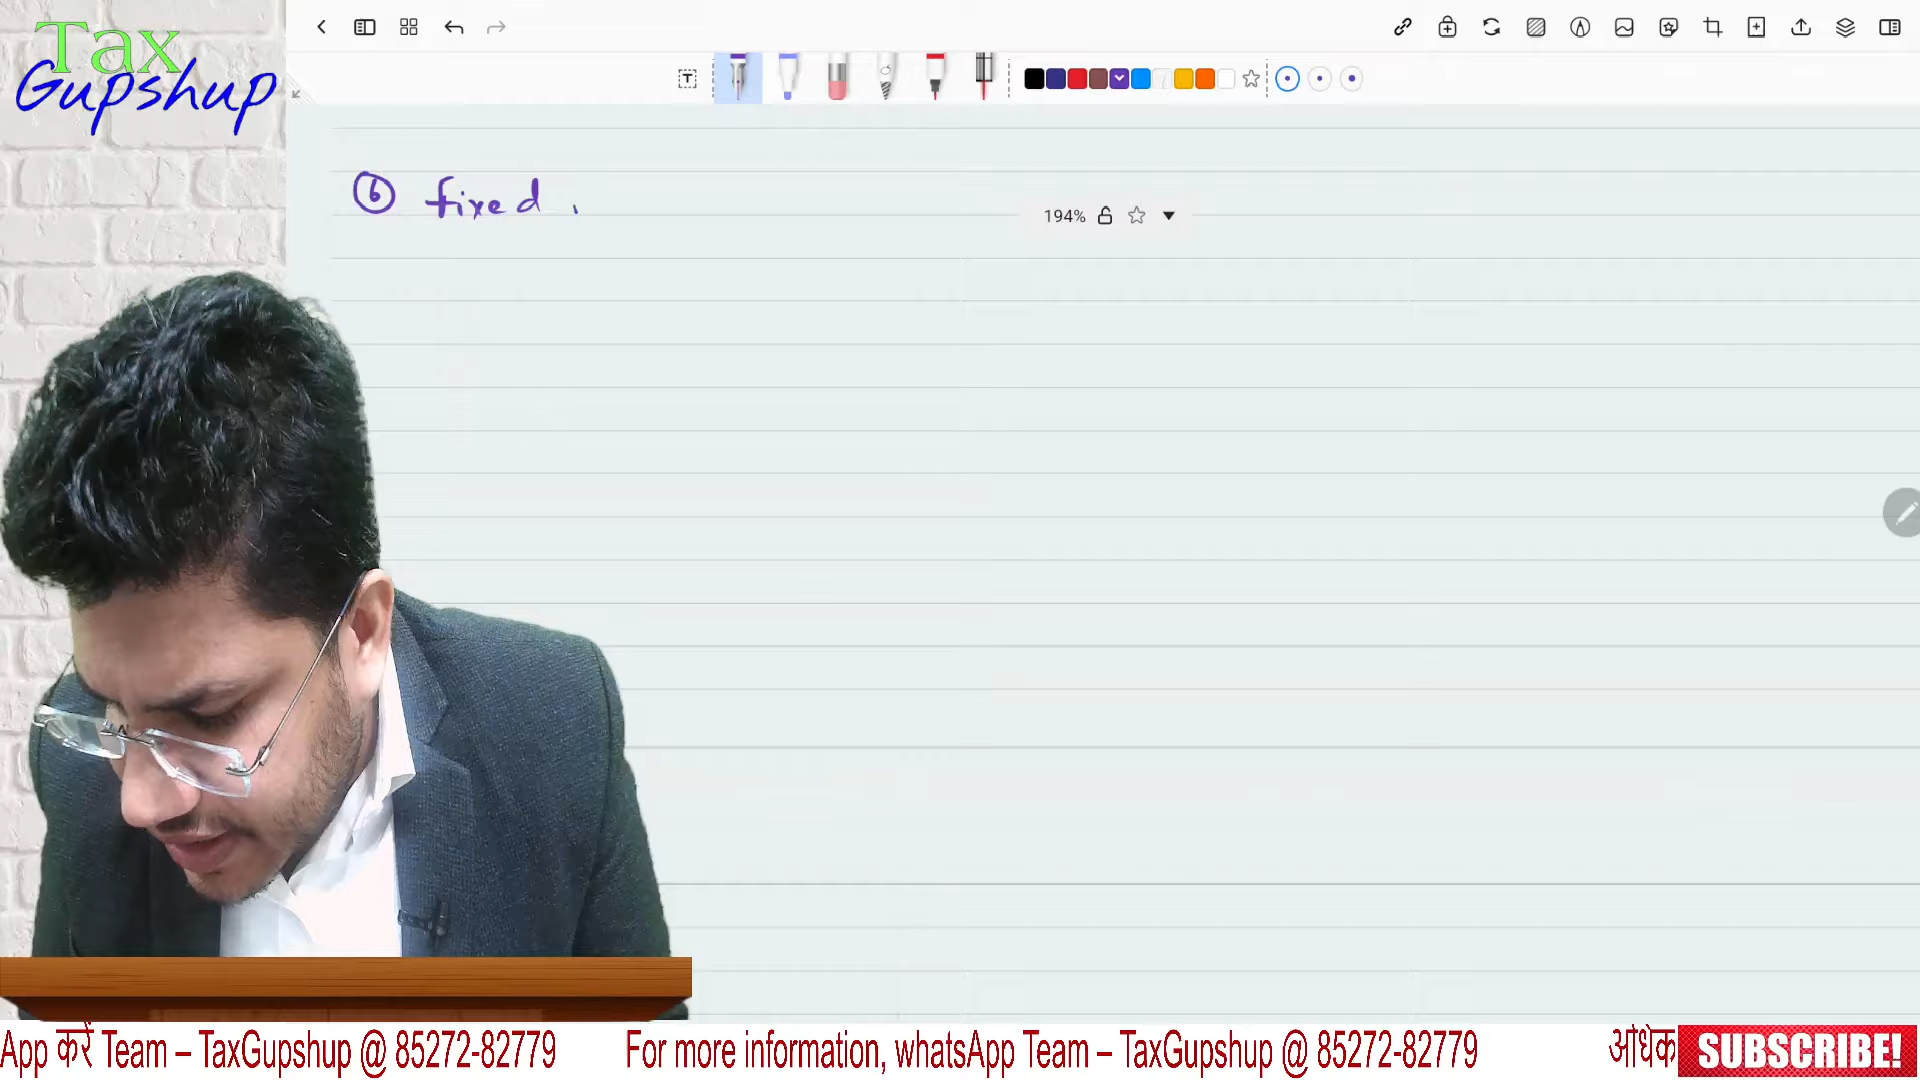 Tax
Gupshup
194%
⑥ fixed
App करें Team – TaxGupshup @ 85272-82779 For more information, whatsApp Team – TaxGupshup @ 85272-82779 अधिक
SUBSCRIBE!